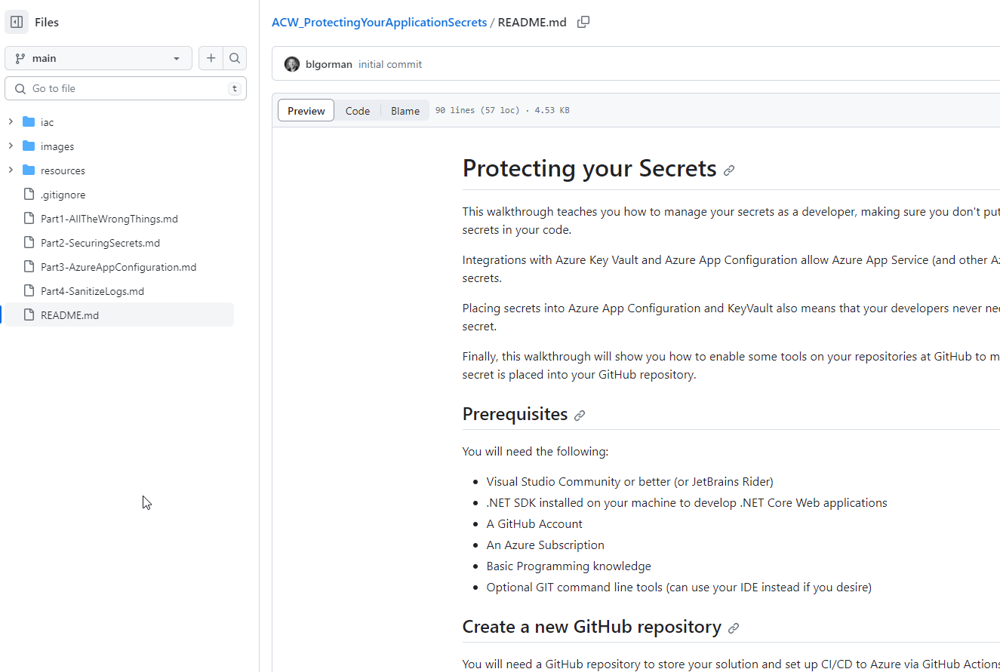 Files
main
Go to file
t
iac
images
resources
.gitignore
Part1-AllTheWrongThings.md
Part2-SecuringSecrets.md
Part3-AzureAppConfiguration.md
Part4-SanitizeLogs.md
README.md
ACW_ProtectingYourApplicationSecrets / README.md
blgorman initial commit
Preview Code Blame 90 lines (57 loc) · 4.53 KB
Protecting your Secrets
This walkthrough teaches you how to manage your secrets as a developer, making sure you don't put
secrets in your code.
Integrations with Azure Key Vault and Azure App Configuration allow Azure App Service (and other
secrets.
Placing secrets into Azure App Configuration and KeyVault also means that your developers never
secret.
Finally, this walkthrough will show you how to enable some tools on your repositories at GitHub to
secret is placed into your GitHub repository.
Prerequisites
You will need the following:
Visual Studio Community or better (or JetBrains Rider)
.NET SDK installed on your machine to develop .NET Core Web applications
A GitHub Account
An Azure Subscription
Basic Programming knowledge
Optional GIT command line tools (can use your IDE instead if you desire)
Create a new GitHub repository
You will need a GitHub repository to store your solution and set up CI/CD to Azure via GitHub Actions